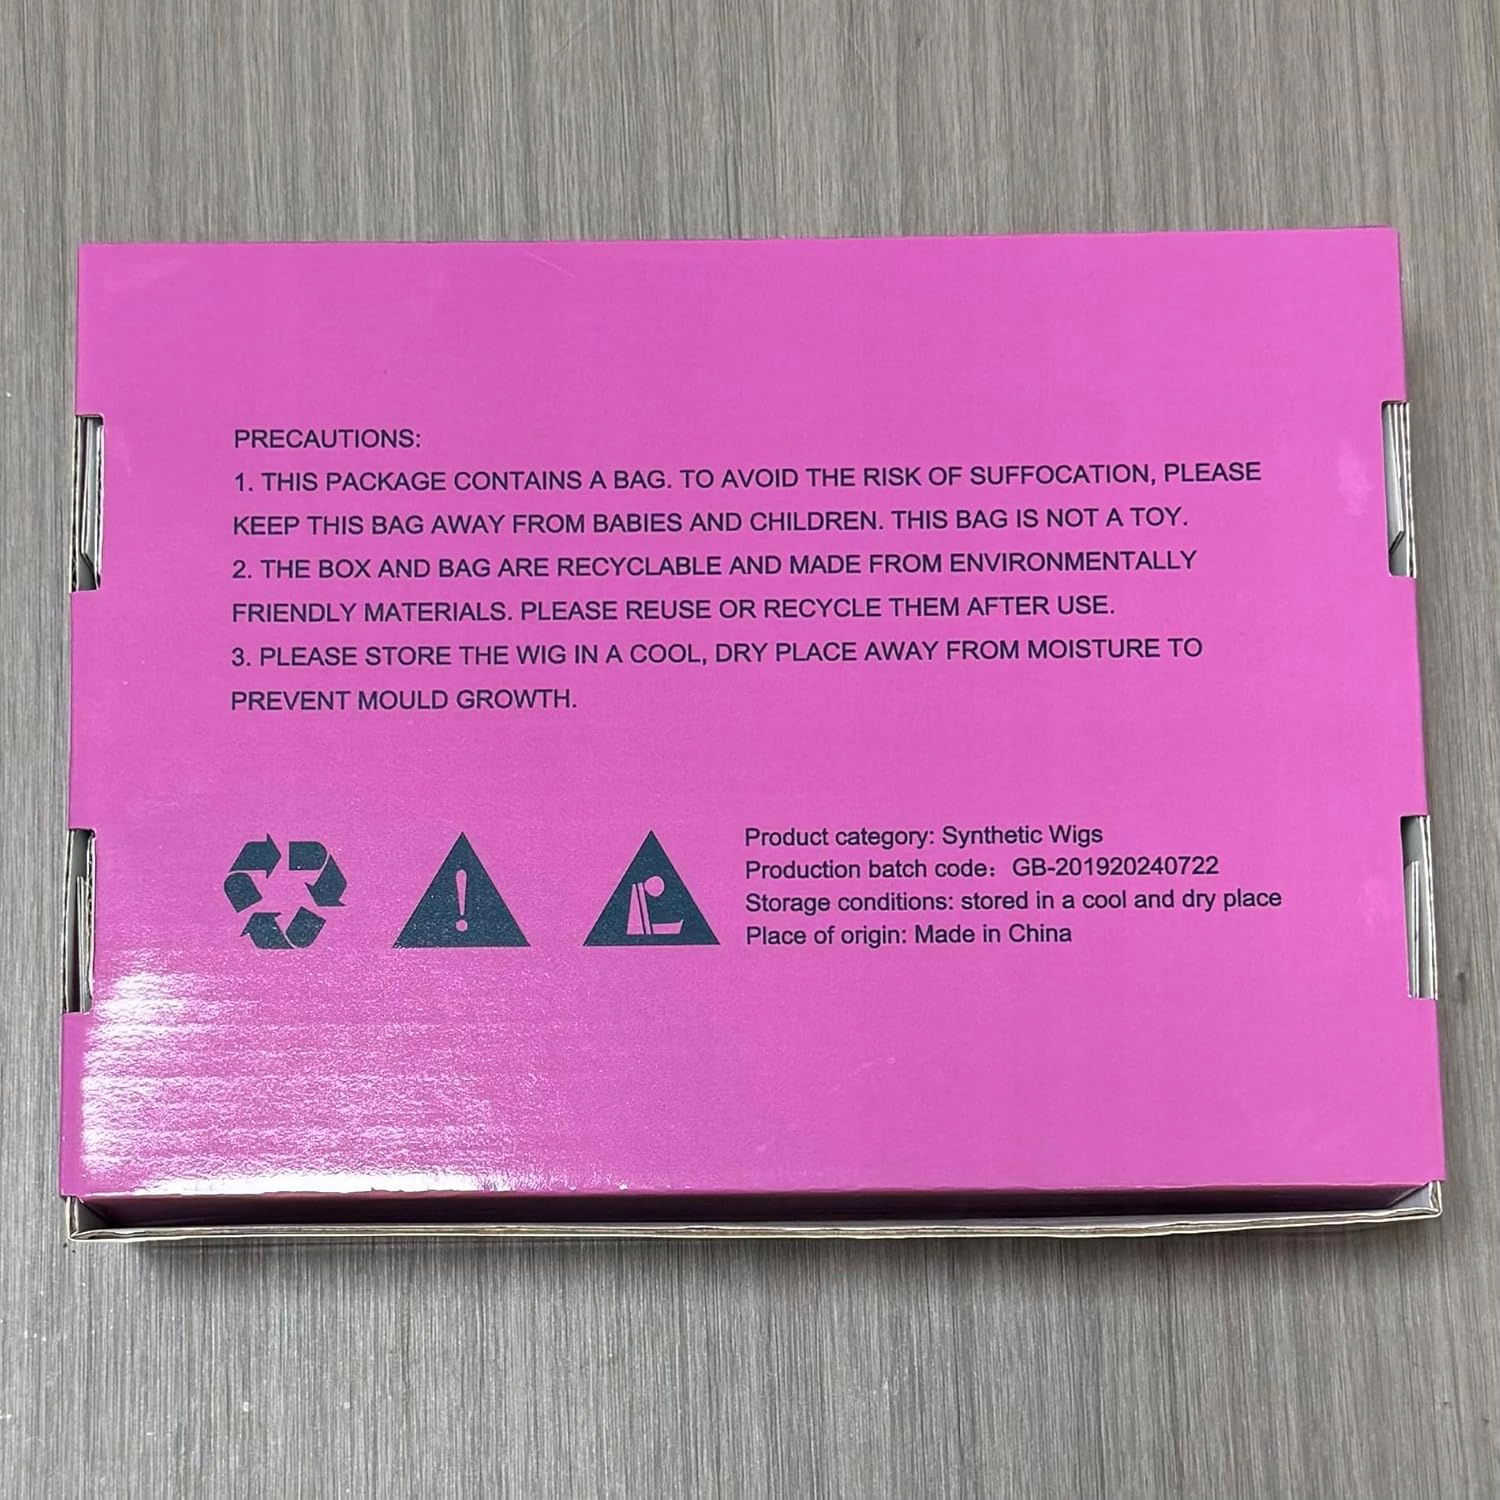 PRECAUTIONS:
1. THIS PACKAGE CONTAINS A BAG. TO AVOID THE RISK OF SUFFOCATION, PLEASE
KEEP THIS BAG AWAY FROM BABIES AND CHILDREN. THIS BAG IS NOT A TOY.
2. THE BOX AND BAG ARE RECYCLABLE AND MADE FROM ENVIRONMENTALLY
FRIENDLY MATERIALS. PLEASE REUSE OR RECYCLE THEM AFTER USE.
3. PLEASE STORE THE WIG IN A COOL, DRY PLACE AWAY FROM MOISTURE TO
PREVENT MOULD GROWTH.
Product category: Synthetic Wigs
Production batch code：GB-201920240722
Storage conditions: stored in a cool and dry place
Place of origin: Made in China